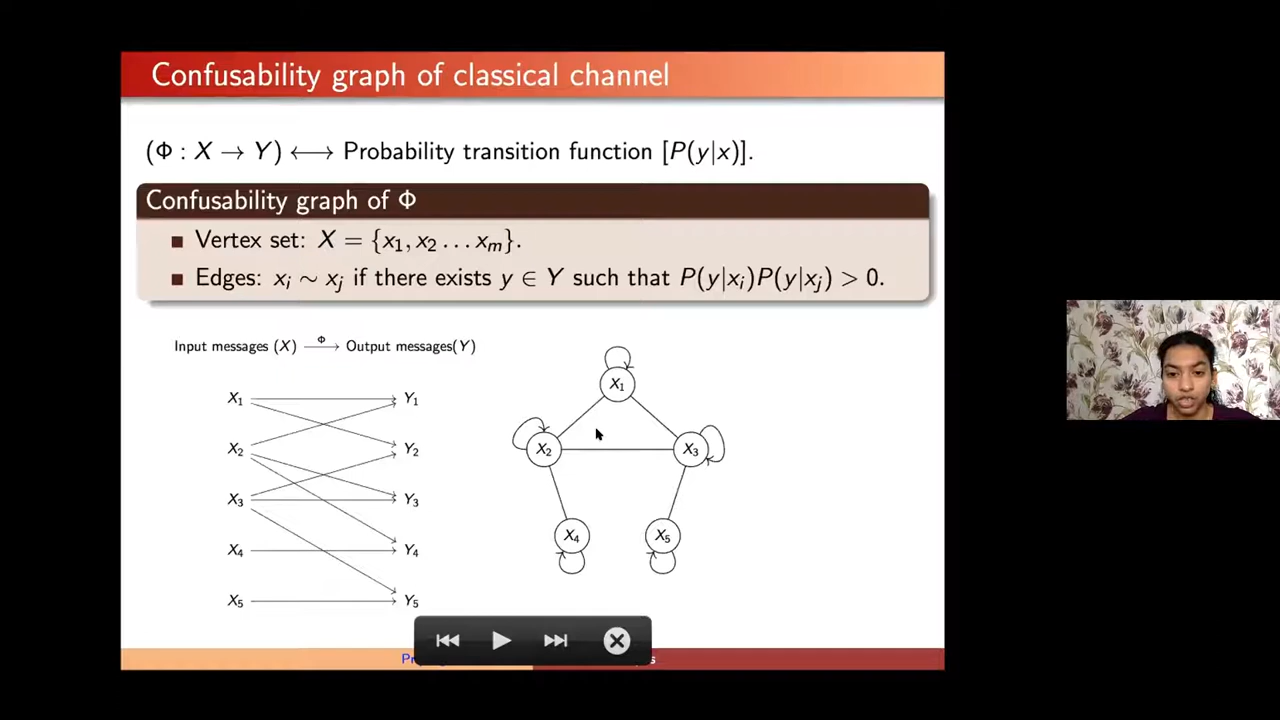 Confusability graph of classical channel
(Φ : X → Y) ⟷ Probability transition function [P(y|x)].
Confusability graph of Φ
Vertex set: X = {x₁, x₂ … xₘ}.
Edges: xᵢ ∼ xⱼ if there exists y ∈ Y such that P(y|xᵢ)P(y|xⱼ) > 0.
Input messages (X) —Φ→ Output messages(Y)
X₁ Y₁
X₂ Y₂
X₃ Y₃
X₄ Y₄
X₅ Y₅
X₁
X₂ X₃
X₄ X₅